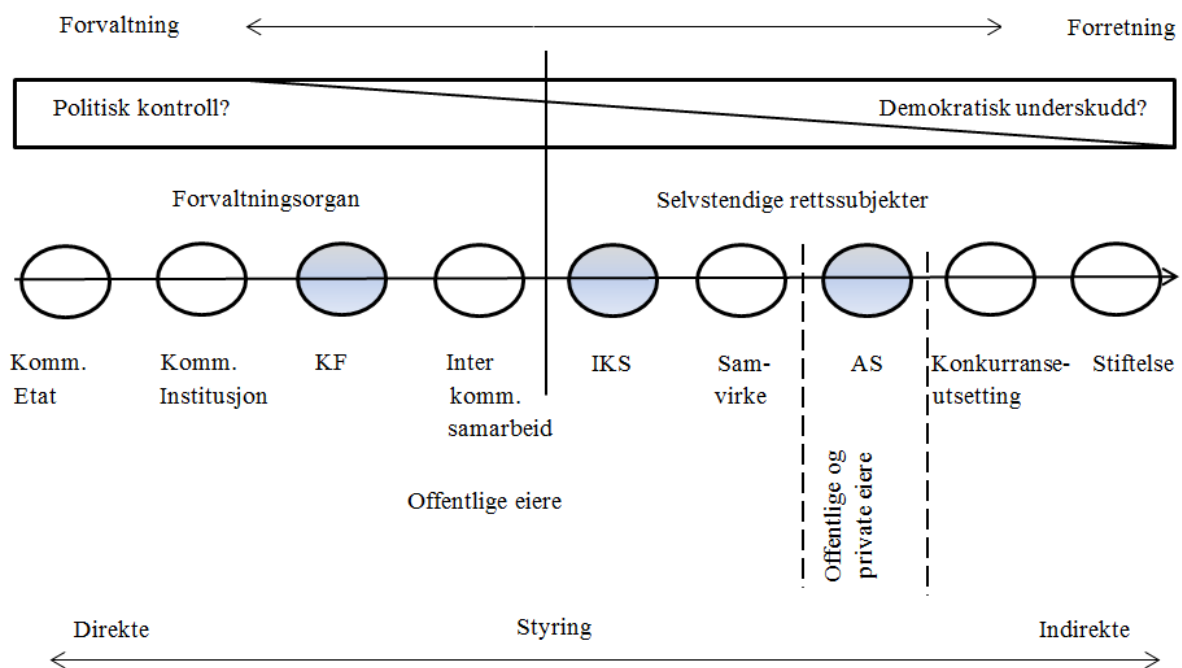 Forvaltning
Forretning
Politisk kontroll?
Demokratisk underskudd?
Forvaltningsorgan
Selvstendige rettssubjekter
Komm.
Etat
Komm.
Institusjon
KF
Inter
komm.
samarbeid
IKS
Sam-
virke
AS
Konkurranse-
utsetting
Stiftelse
Offentlige eiere
Offentlige og
private eiere
Direkte
Styring
Indirekte